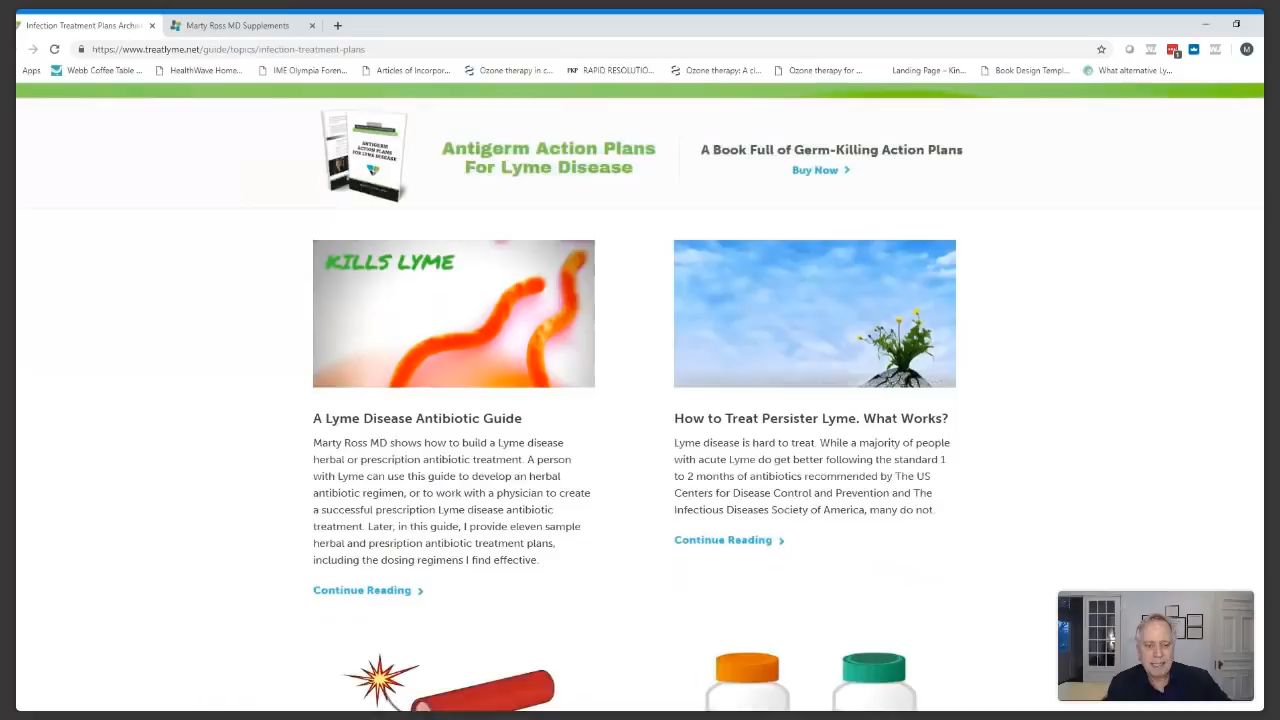 Infection Treatment Plans Archi
Marty Ross MD Supplements
https://www.treatlyme.net/guide/topics/infection-treatment-plans
Apps
Webb Coffee Table ...
HealthWave Home...
IME Olympia Foren...
Articles of Incorpor...
Ozone therapy in c...
RAPID RESOLUTIO...
Ozone therapy: A cl...
Ozone therapy for ...
Landing Page – Kin...
Book Design Templ...
What alternative Ly...
M
ANTIGERM
ACTION PLANS
FOR LYME DISEASE
Antigerm Action Plans
For Lyme Disease
A Book Full of Germ-Killing Action Plans
Buy Now
KILLS LYME
A Lyme Disease Antibiotic Guide
Marty Ross MD shows how to build a Lyme disease
herbal or prescription antibiotic treatment. A person
with Lyme can use this guide to develop an herbal
antibiotic regimen, or to work with a physician to create
a successful prescription Lyme disease antibiotic
treatment. Later, in this guide, I provide eleven sample
herbal and presription antibiotic treatment plans,
including the dosing regimens I find effective.
Continue Reading
How to Treat Persister Lyme. What Works?
Lyme disease is hard to treat. While a majority of people
with acute Lyme do get better following the standard 1
to 2 months of antibiotics recommended by The US
Centers for Disease Control and Prevention and The
Infectious Diseases Society of America, many do not.
Continue Reading